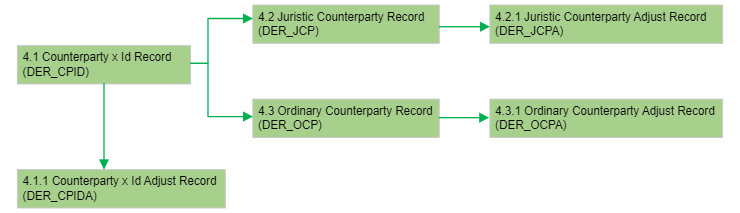 4.2 Juristic Counterparty Record
(DER_JCP)
4.2.1 Juristic Counterparty Adjust Record
(DER_JCPA)
4.1 Counterparty x Id Record
(DER_CPID)
4.3 Ordinary Counterparty Record
(DER_OCP)
4.3.1 Ordinary Counterparty Adjust Record
(DER_OCPA)
4.1.1 Counterparty x Id Adjust Record
(DER_CPIDA)